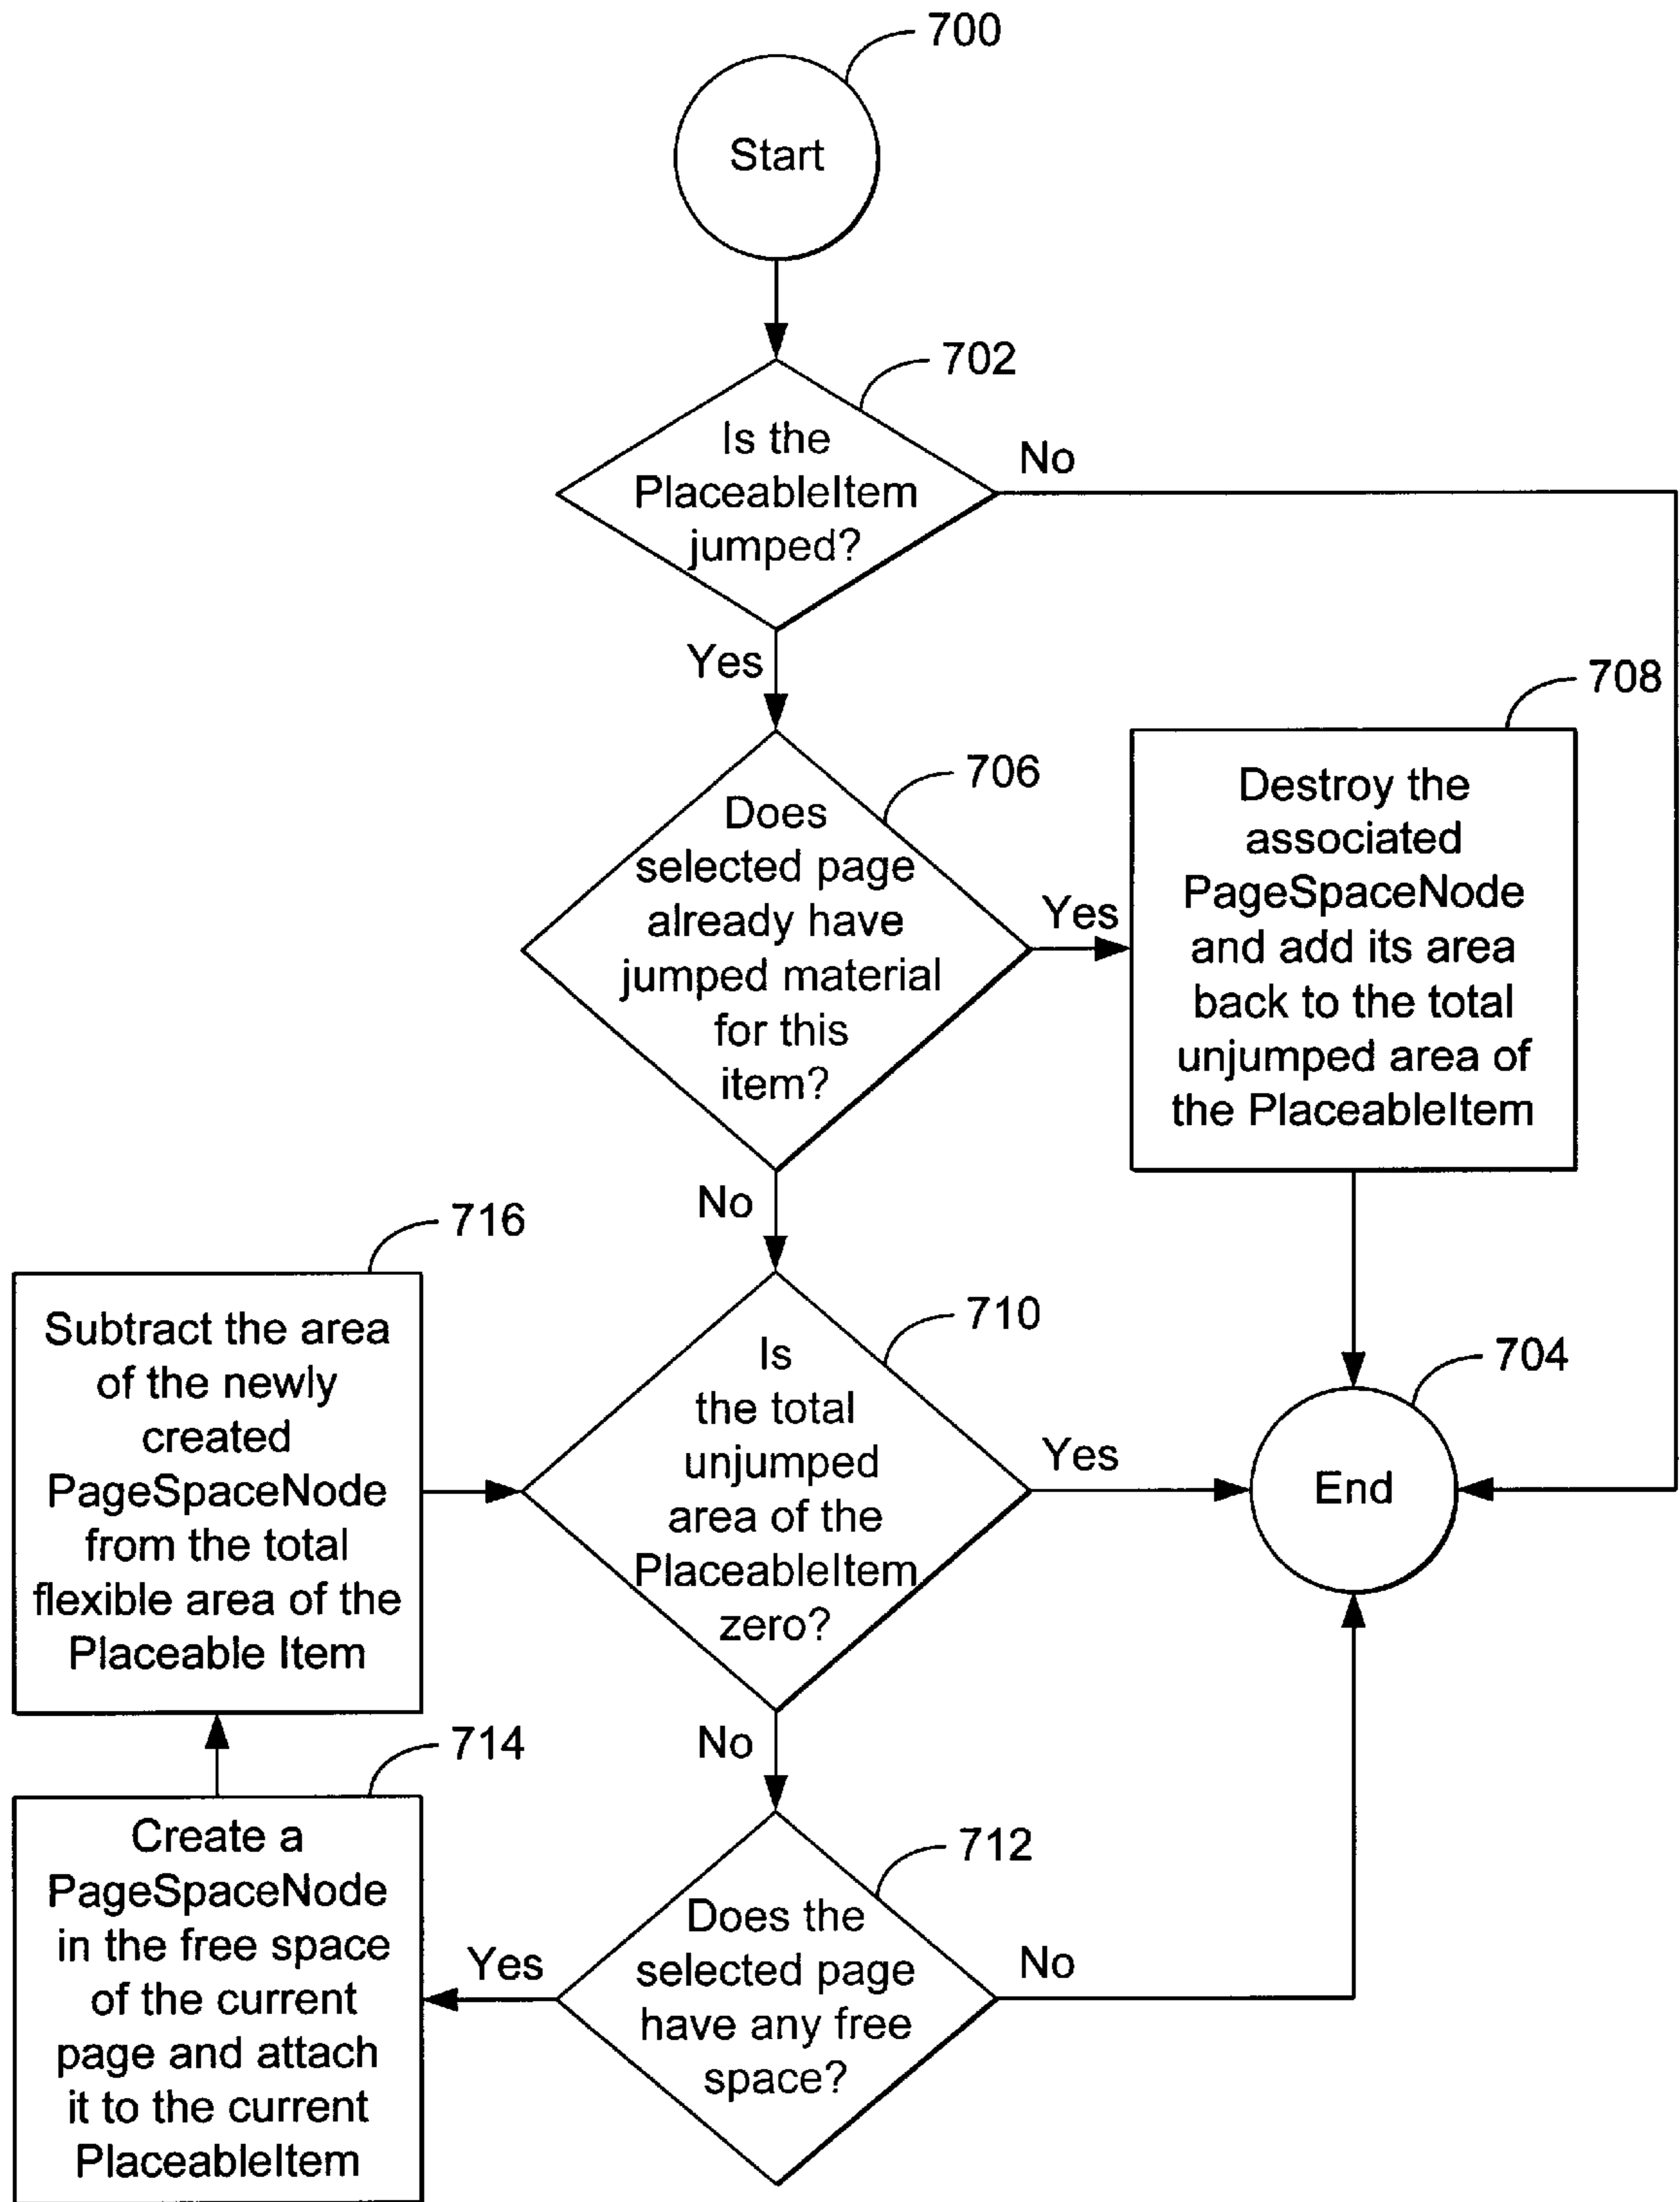 700
Start
702
Is the
PlaceableItem
jumped?
No
Yes
708
706
Does
selected page
already have
jumped material
for this
item?
Yes
Destroy the
associated
PageSpaceNode
and add its area
back to the total
unjumped area of
the PlaceableItem
No
716
Subtract the area
of the newly
created
PageSpaceNode
from the total
flexible area of the
Placeable Item
710
Is
the total
unjumped
area of the
PlaceableItem
zero?
Yes
704
End
No
714
Create a
PageSpaceNode
in the free space
of the current
page and attach
it to the current
PlaceableItem
712
Does the
selected page
have any free
space?
Yes
No